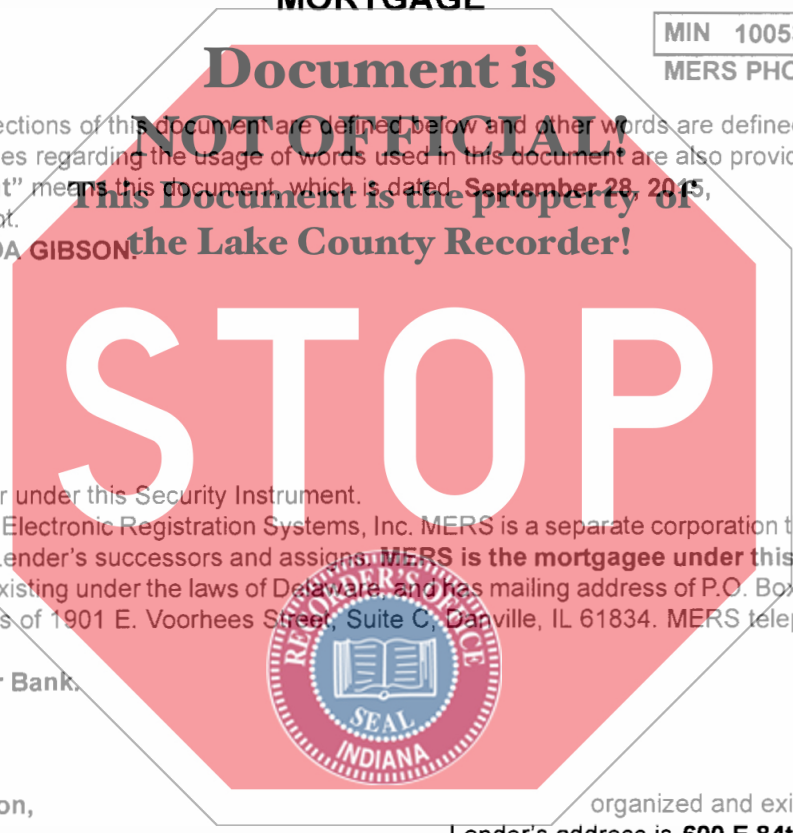 MORTGAGE
MIN 1005
MERS PHO
Document is
NOT OFFICIAL!
ections of this document are defined below and other words are define
es regarding the usage of words used in this document are also provid
This Document is the property of
t” means this document, which is dated September 28, 2015,
nt.
the Lake County Recorder!
DA GIBSON.
STOP
r under this Security Instrument.
Electronic Registration Systems, Inc. MERS is a separate corporation t
Lender's successors and assigns. MERS is the mortgagee under this
xisting under the laws of Delaware, and has mailing address of P.O. Box
s of 1901 E. Voorhees Street, Suite C, Danville, IL 61834. MERS telep
RECORDER'S OFFICE
SEAL
INDIANA
r Bank.
on,
organized and exi
Lender's address is 600 E 84t